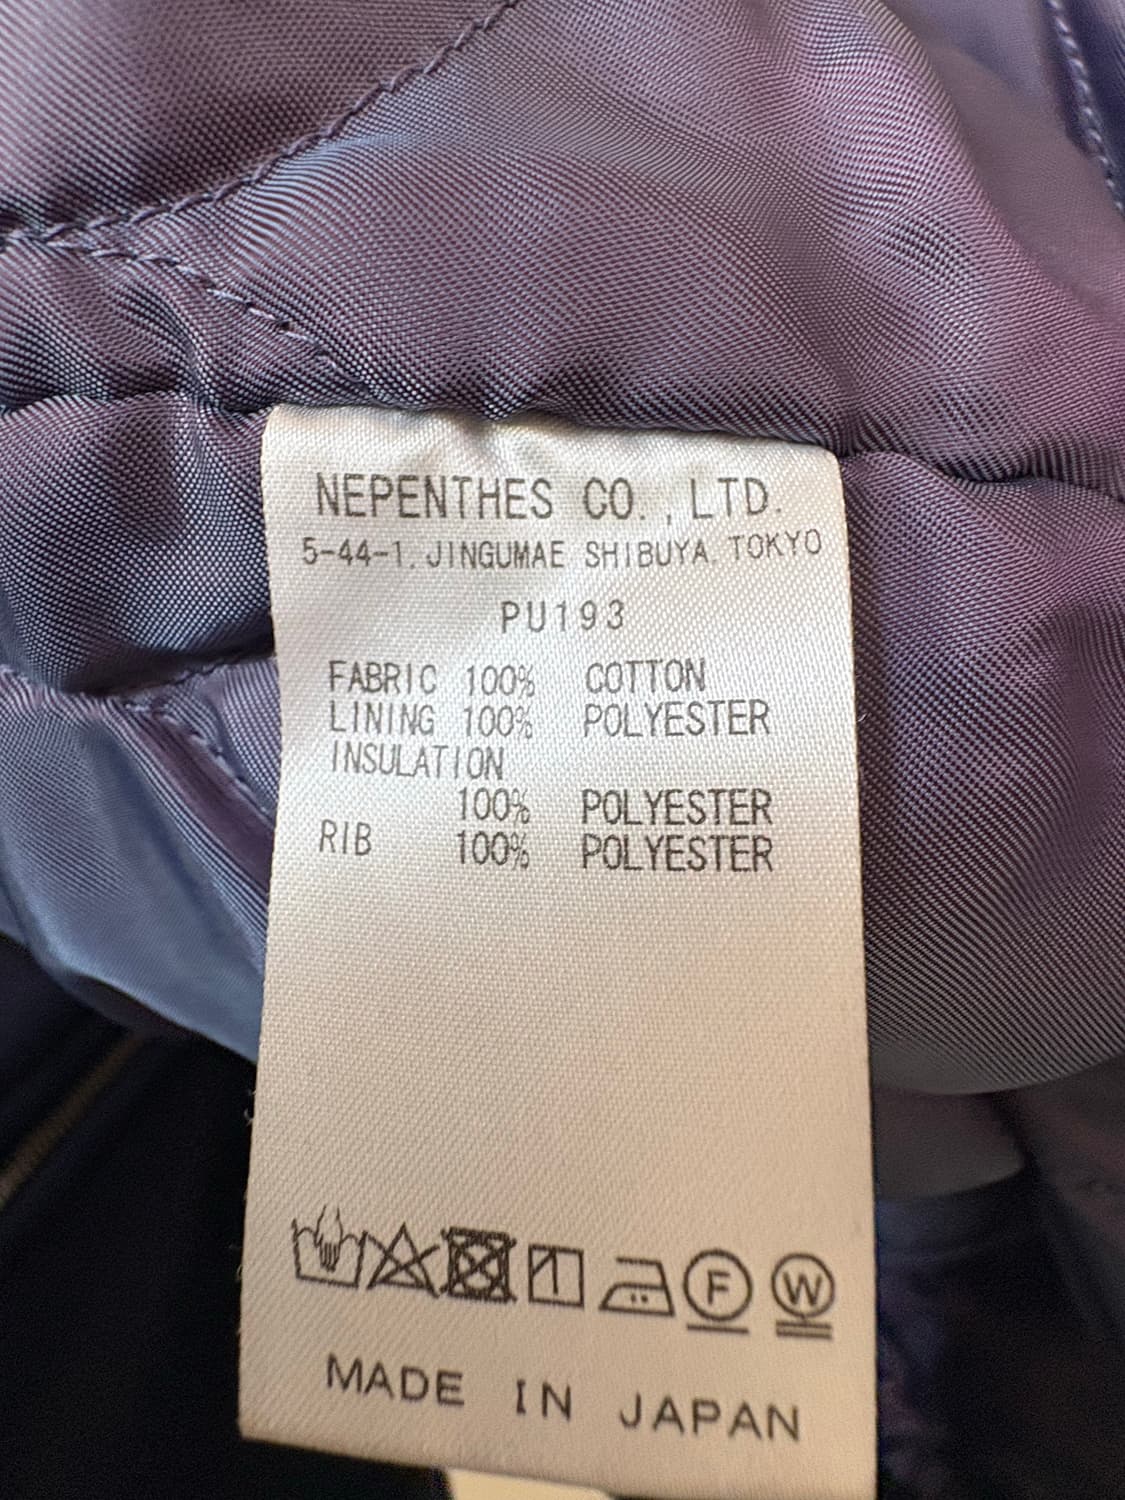 NEPENTHES CO., LTD.
5-44-1. JINGUMAE SHIBUYA. TOKYO
PU193
FABRIC 100% COTTON
LINING 100% POLYESTER
INSULATION
100% POLYESTER
RIB 100% POLYESTER
F W
MADE IN JAPAN